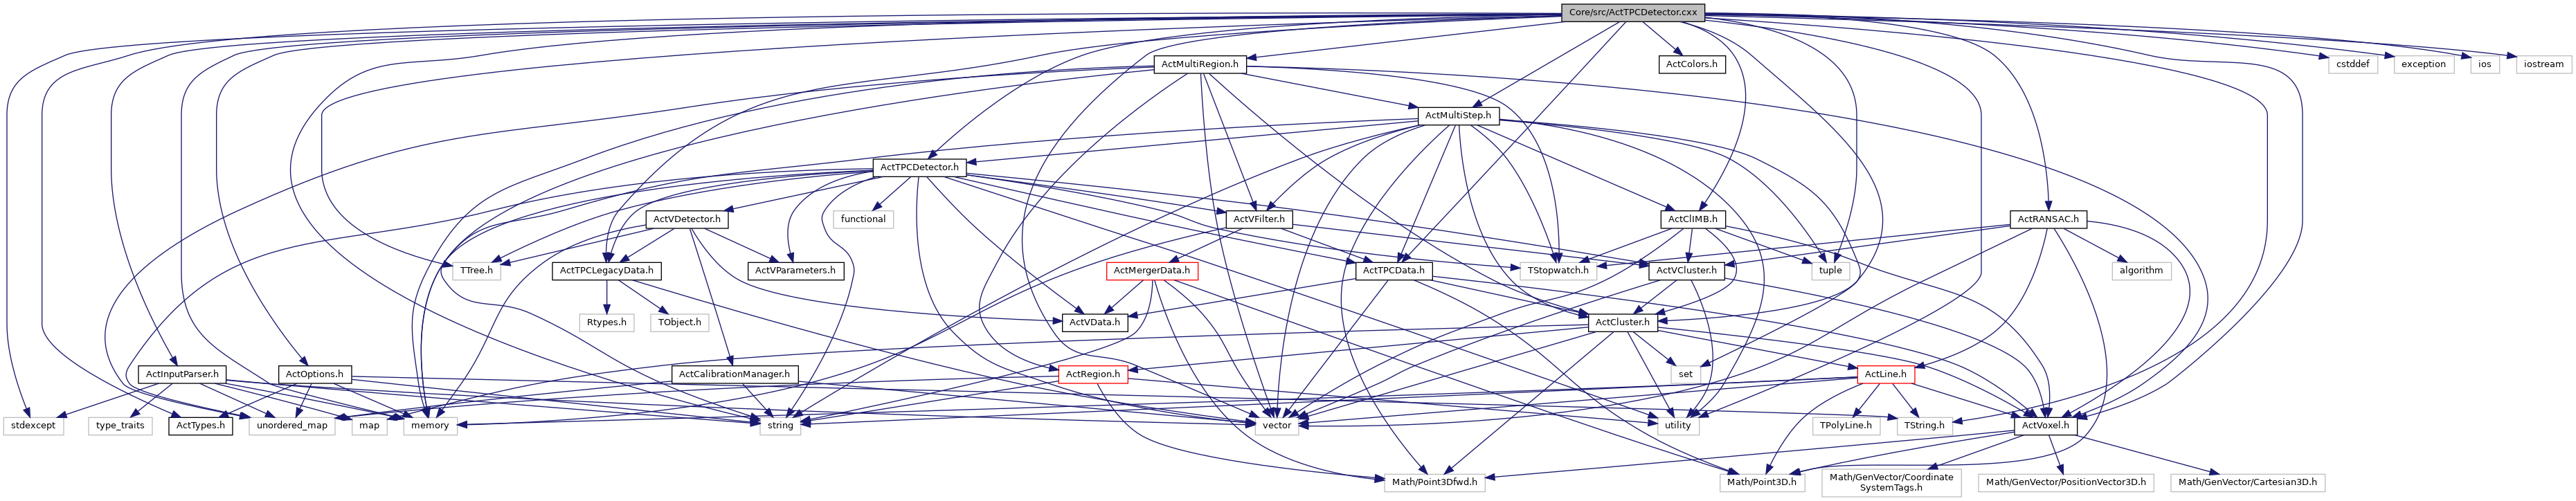 Core/src/ActTPCDetector.cxx
ActMultiRegion.h
ActColors.h
cstddef
exception
ios
iostream
ActMultiStep.h
ActTPCDetector.h
ActVDetector.h
functional
ActVFilter.h
ActClIMB.h
ActRANSAC.h
TTree.h
ActTPCLegacyData.h
ActVParameters.h
ActMergerData.h
ActTPCData.h
TStopwatch.h
ActVCluster.h
tuple
algorithm
Rtypes.h
TObject.h
ActVData.h
ActCluster.h
ActInputParser.h
ActOptions.h
ActCalibrationManager.h
ActRegion.h
set
ActLine.h
stdexcept
type_traits
ActTypes.h
unordered_map
map
memory
string
vector
utility
TPolyLine.h
TString.h
ActVoxel.h
Math/Point3Dfwd.h
Math/Point3D.h
Math/GenVector/Coordinate
SystemTags.h
Math/GenVector/PositionVector3D.h
Math/GenVector/Cartesian3D.h